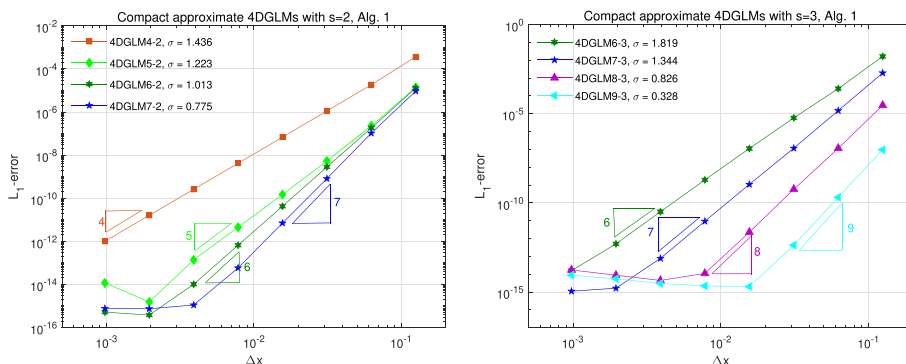 Compact approximate 4DGLMs with s=2, Alg. 1
10^-2
10^-4
10^-6
10^-8
10^-10
10^-12
10^-14
10^-16
L_1-error
4DGLM4-2, σ = 1.436
4DGLM5-2, σ = 1.223
4DGLM6-2, σ = 1.013
4DGLM7-2, σ = 0.775
4
5
6
7
10^-3
10^-2
10^-1
Δx
Compact approximate 4DGLMs with s=3, Alg. 1
10^0
10^-5
10^-10
10^-15
L_1-error
4DGLM6-3, σ = 1.819
4DGLM7-3, σ = 1.344
4DGLM8-3, σ = 0.826
4DGLM9-3, σ = 0.328
6
7
8
9
10^-3
10^-2
10^-1
Δx